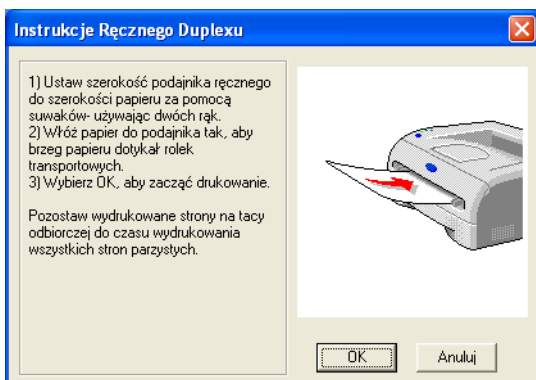 Instrukcje Ręcznego Duplexu
1) Ustaw szerokość podajnika ręcznego
do szerokości papieru za pomocą
suwaków- używając dwóch rąk.
2) Włóż papier do podajnika tak, aby
brzeg papieru dotykał rolek
transportowych.
3) Wybierz OK, aby zacząć drukowanie.
Pozostaw wydrukowane strony na tacy
odbiorczej do czasu wydrukowania
wszystkich stron parzystych.
OK
Anuluj